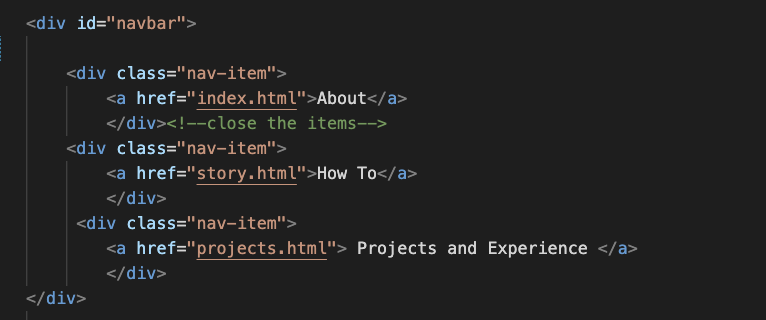 <div id="navbar">
<div class="nav-item">
<a href="index.html">About</a>
</div><!--close the items-->
<div class="nav-item">
<a href="story.html">How To</a>
</div>
<div class="nav-item">
<a href="projects.html"> Projects and Experience </a>
</div>
</div>